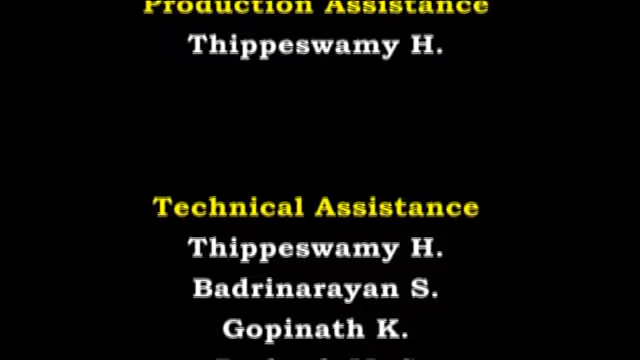 Production Assistance
Thippeswamy H.
Technical Assistance
Thippeswamy H.
Badrinarayan S.
Gopinath K.